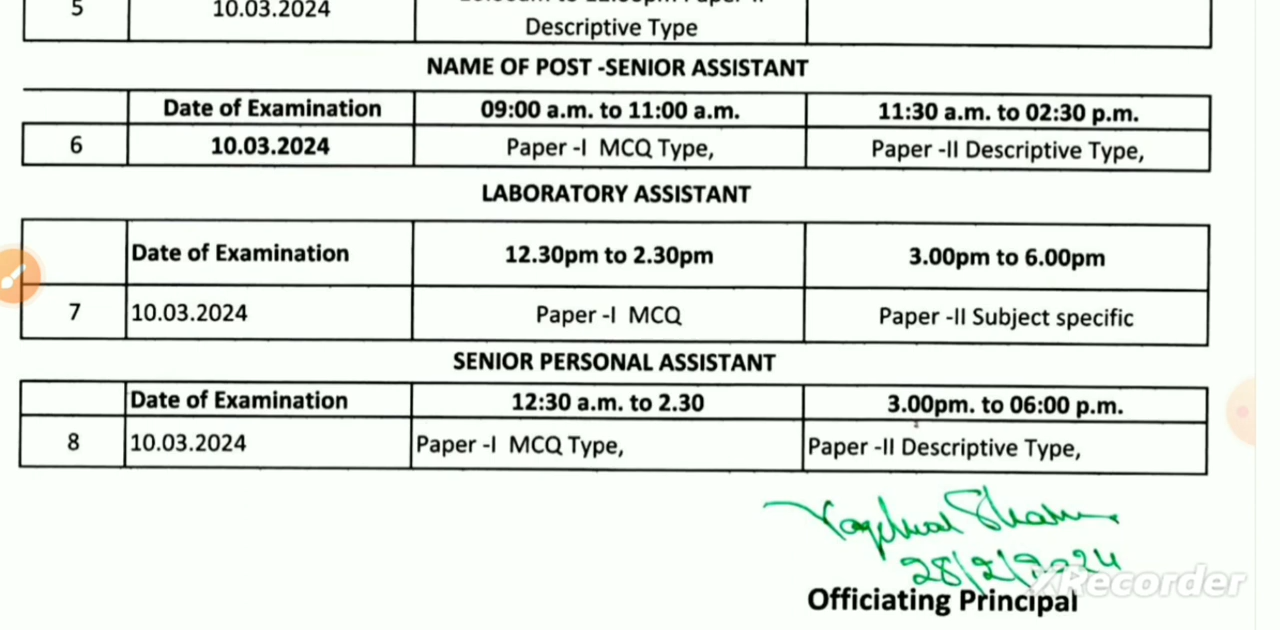 5 10.03.2024
Descriptive Type
NAME OF POST -SENIOR ASSISTANT
Date of Examination 09:00 a.m. to 11:00 a.m. 11:30 a.m. to 02:30 p.m.
6 10.03.2024 Paper -I MCQ Type, Paper -II Descriptive Type,
LABORATORY ASSISTANT
Date of Examination 12.30pm to 2.30pm 3.00pm to 6.00pm
7 10.03.2024 Paper -I MCQ Paper -II Subject specific
SENIOR PERSONAL ASSISTANT
Date of Examination 12:30 a.m. to 2.30 3.00pm. to 06:00 p.m.
8 10.03.2024 Paper -I MCQ Type, Paper -II Descriptive Type,
28/2/2024
XRecorder
Officiating Principal